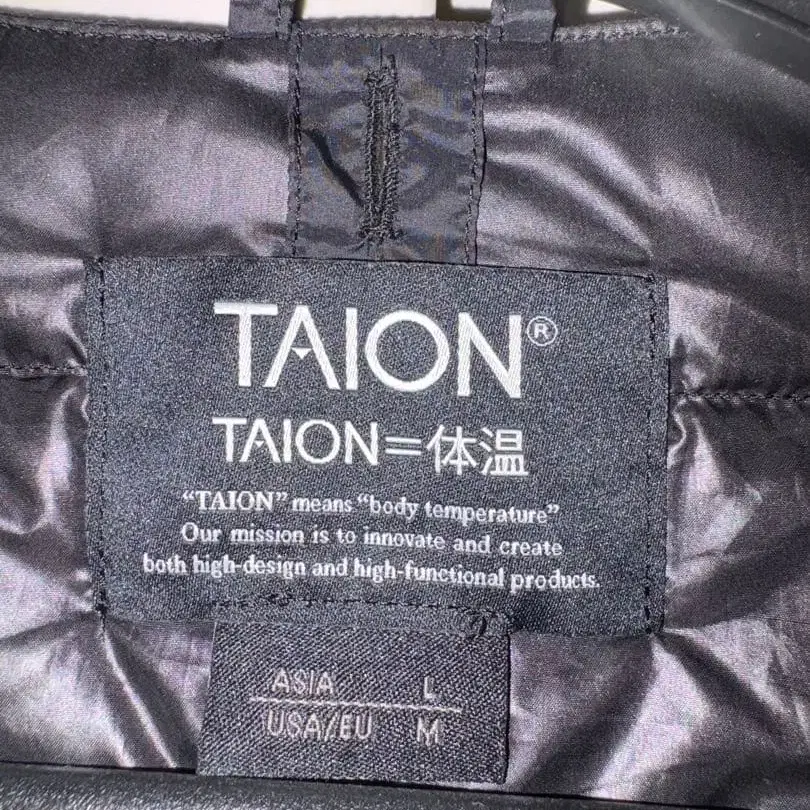 TAION®
TAION=体温
“TAION” means “body temperature”
Our mission is to innovate and create
both high-design and high-functional products.
ASIA L
USA/EU M